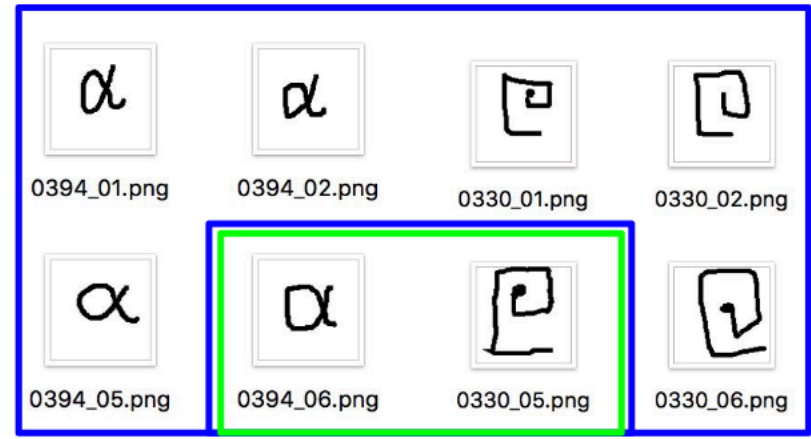 α α
0394_01.png 0394_02.png 0330_01.png 0330_02.png
α α
0394_05.png 0394_06.png 0330_05.png 0330_06.png